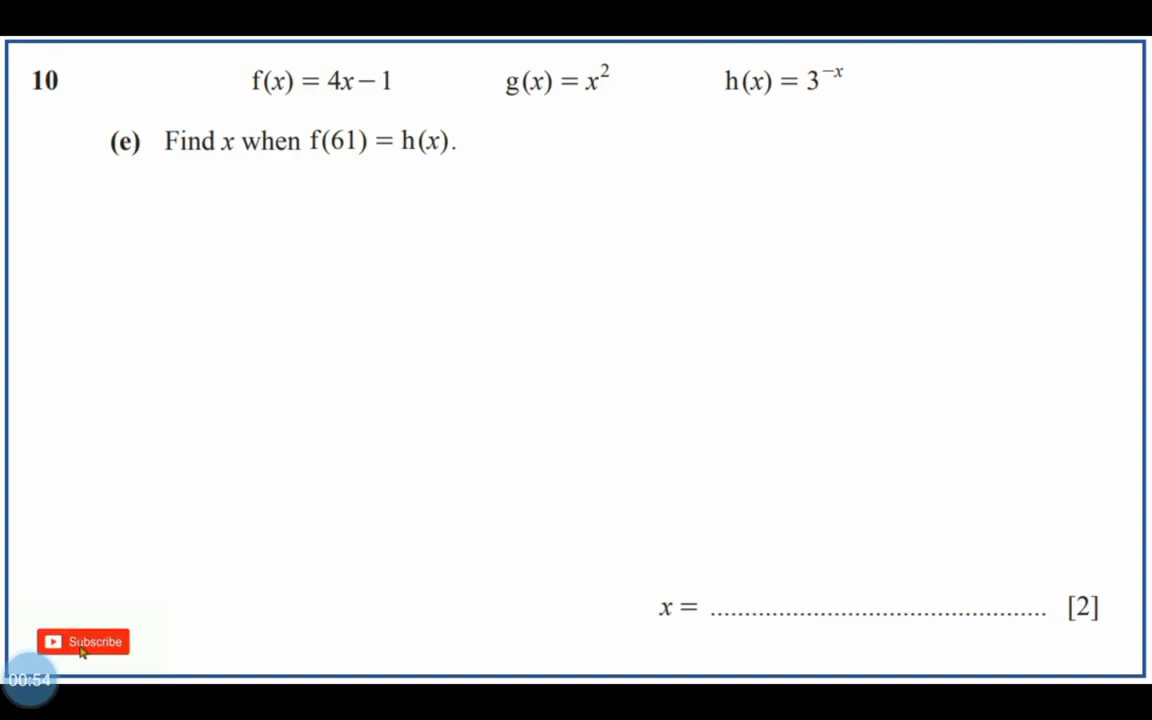 10 f(x) = 4x − 1 g(x) = x² h(x) = 3⁻ˣ
(e) Find x when f(61) = h(x).
x = ................................................ [2]
Subscribe
00:54